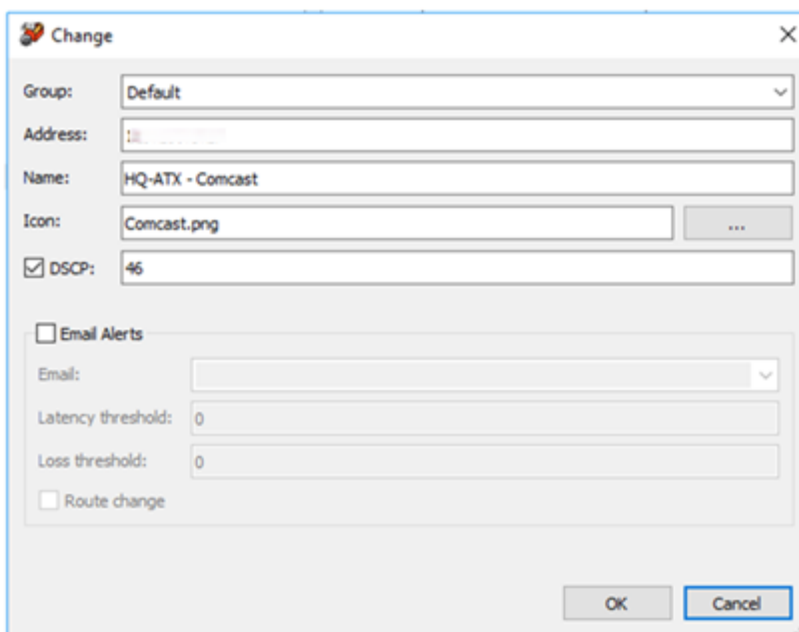 Change
Group:
Default
Address:
Name:
HQ-ATX - Comcast
Icon:
Comcast.png
...
DSCP:
46
Email Alerts
Email:
Latency threshold:
0
Loss threshold:
0
Route change
OK
Cancel